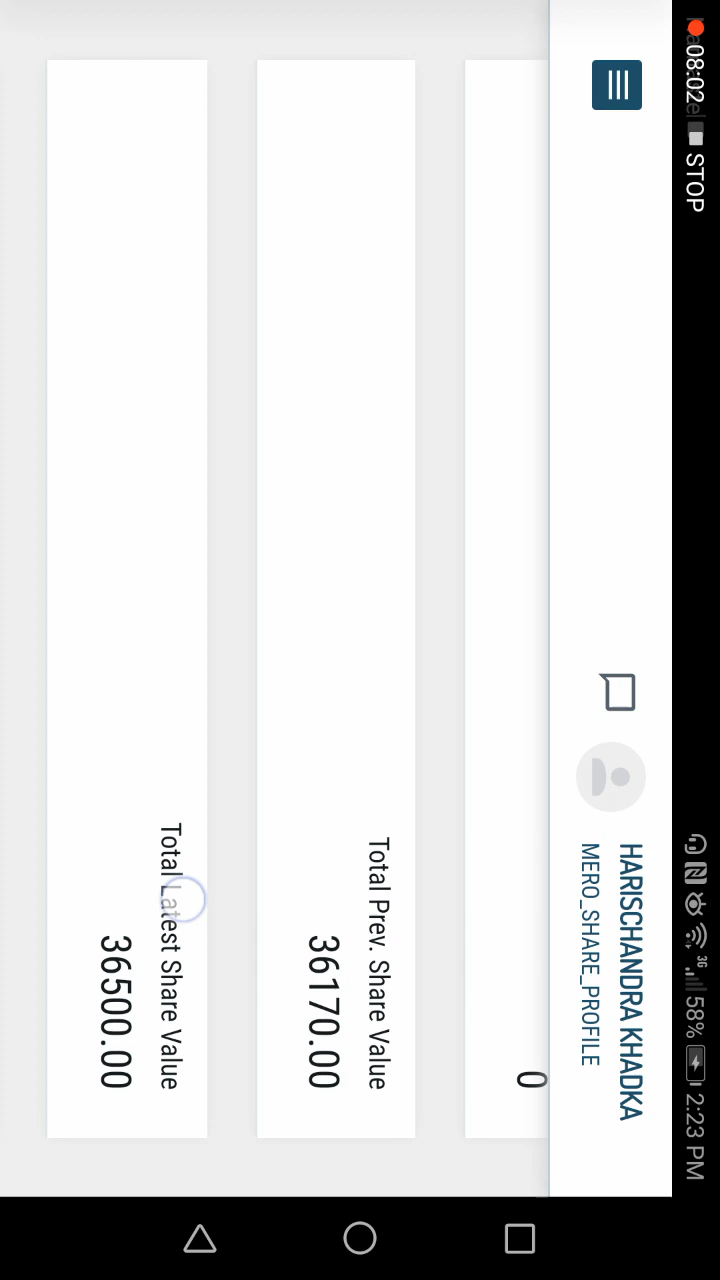 08:02 STOP
58% 2:23 PM
3G
HARISCHANDRA KHADKA
MERO_SHARE_PROFILE
0
Total Prev. Share Value
36170.00
Total Latest Share Value
36500.00